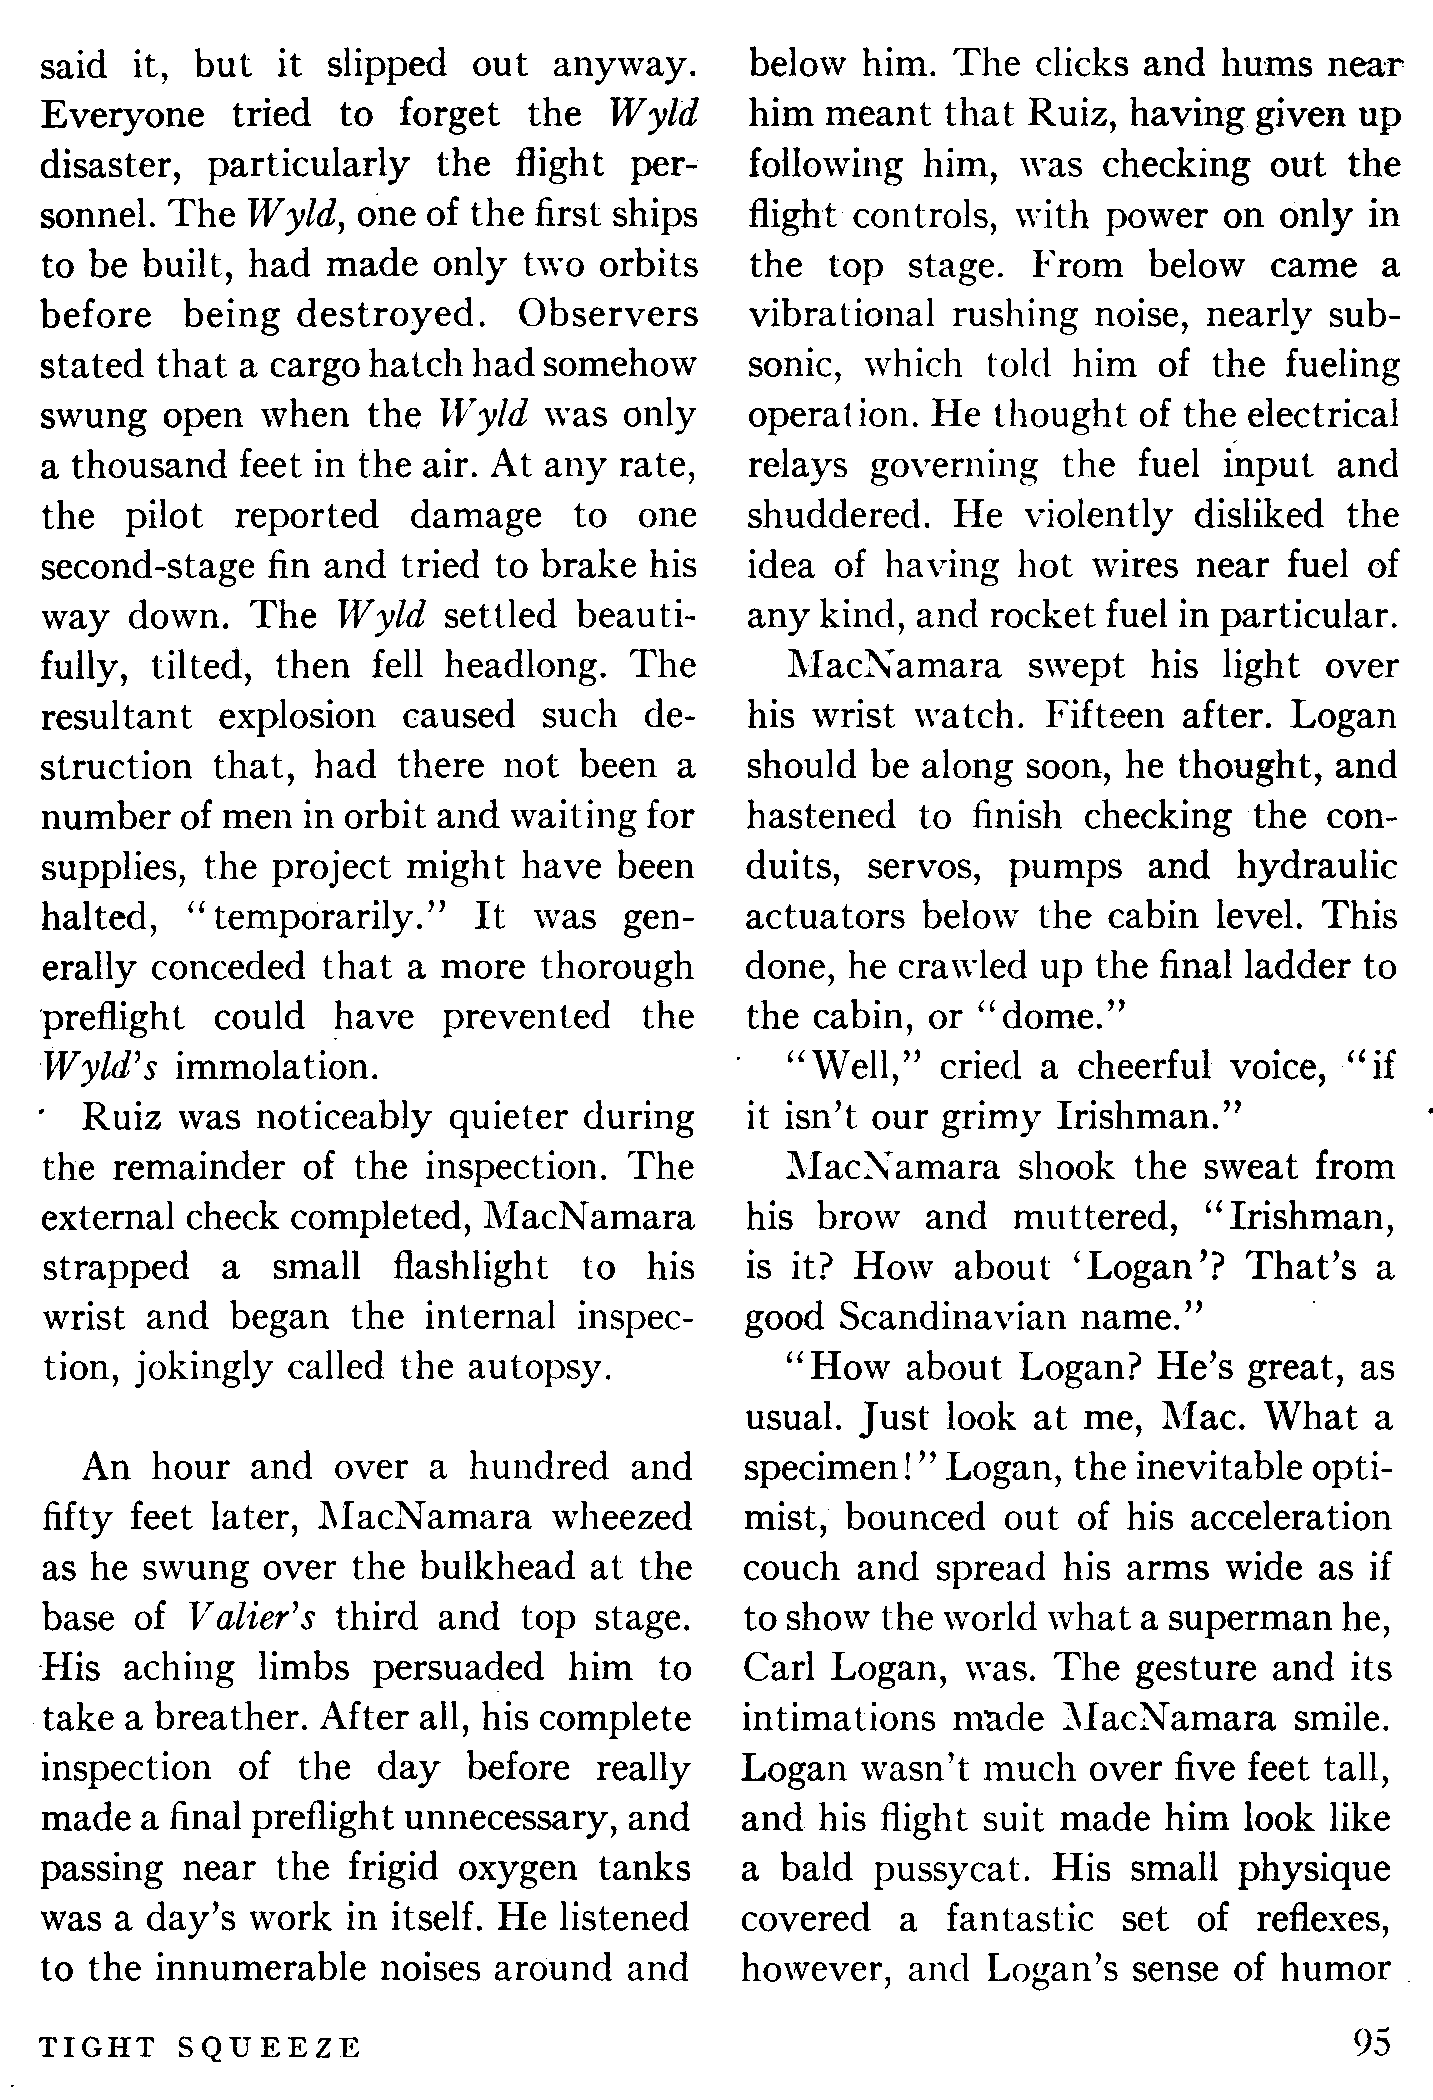 said it, but it slipped out anyway.
Everyone tried to forget the Wyld
disaster, particularly the flight per-
sonnel. The Wyld, one of the first ships
to be built, had made only two orbits
before being destroyed. Observers
stated that a cargo hatch had somehow
swung open when the Wyld was only
a thousand feet in the air. At any rate,
the pilot reported damage to one
second-stage fin and tried to brake his
way down. The Wyld settled beauti-
fully, tilted, then fell headlong. The
resultant explosion caused such de-
struction that, had there not been a
number of men in orbit and waiting for
supplies, the project might have been
halted, "temporarily." It was gen-
erally conceded that a more thorough
preflight could have prevented the
Wyld's immolation.
Ruiz was noticeably quieter during
the remainder of the inspection. The
external check completed, MacNamara
strapped a small flashlight to his
wrist and began the internal inspec-
tion, jokingly called the autopsy.
An hour and over a hundred and
fifty feet later, MacNamara wheezed
as he swung over the bulkhead at the
base of Valier's third and top stage.
His aching limbs persuaded him to
take a breather. After all, his complete
inspection of the day before really
made a final preflight unnecessary, and
passing near the frigid oxygen tanks
was a day's work in itself. He listened
to the innumerable noises around and
below him. The clicks and hums near
him meant that Ruiz, having given up
following him, was checking out the
flight controls, with power on only in
the top stage. From below came a
vibrational rushing noise, nearly sub-
sonic, which told him of the fueling
operation. He thought of the electrical
relays governing the fuel input and
shuddered. He violently disliked the
idea of having hot wires near fuel of
any kind, and rocket fuel in particular.
MacNamara swept his light over
his wrist watch. Fifteen after. Logan
should be along soon, he thought, and
hastened to finish checking the con-
duits, servos, pumps and hydraulic
actuators below the cabin level. This
done, he crawled up the final ladder to
the cabin, or "dome."
"Well," cried a cheerful voice, "if
it isn't our grimy Irishman."
MacNamara shook the sweat from
his brow and muttered, "Irishman,
is it? How about 'Logan'? That's a
good Scandinavian name."
"How about Logan? He's great, as
usual. Just look at me, Mac. What a
specimen!" Logan, the inevitable opti-
mist, bounced out of his acceleration
couch and spread his arms wide as if
to show the world what a superman he,
Carl Logan, was. The gesture and its
intimations made MacNamara smile.
Logan wasn't much over five feet tall,
and his flight suit made him look like
a bald pussycat. His small physique
covered a fantastic set of reflexes,
however, and Logan's sense of humor
TIGHT SQUEEZE
95